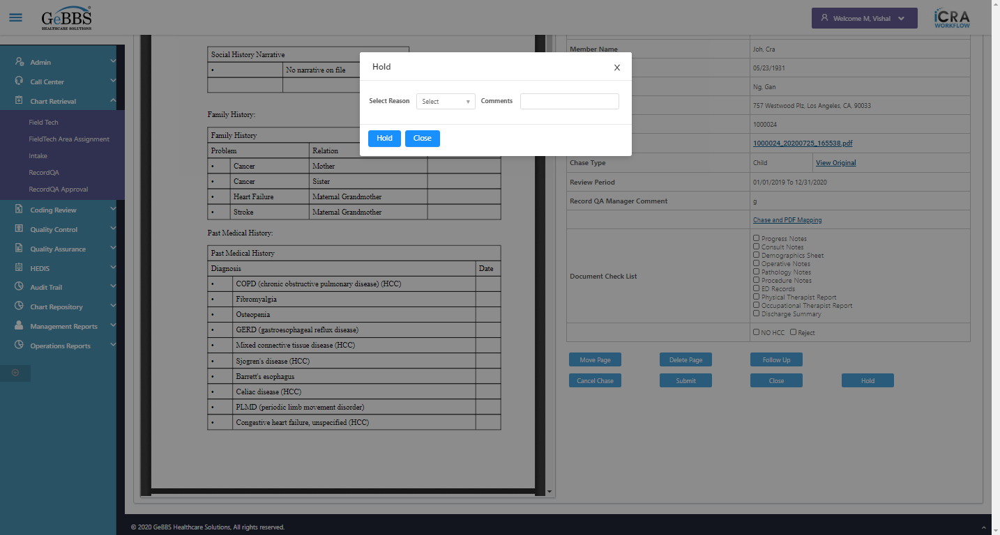 GeBBS
HEALTHCARE SOLUTIONS
Welcome M, Vishal
iCRA
WORKFLOW
Admin
Call Center
Chart Retrieval
Field Tech
FieldTech Area Assignment
Intake
RecordQA
RecordQA Approval
Coding Review
Quality Control
Quality Assurance
HEDIS
Audit Trail
Chart Repository
Management Reports
Operations Reports
Social History Narrative
• No narrative on file
Family History:
Family History
Problem Relation
• Cancer Mother
• Cancer Sister
• Heart Failure Maternal Grandmother
• Stroke Maternal Grandmother
Past Medical History:
Past Medical History
Diagnosis Date
• COPD (chronic obstructive pulmonary disease) (HCC)
• Fibromyalgia
• Osteopenia
• GERD (gastroesophageal reflux disease)
• Mixed connective tissue disease (HCC)
• Sjogren's disease (HCC)
• Barrett's esophagus
• Celiac disease (HCC)
• PLMD (periodic limb movement disorder)
• Congestive heart failure, unspecified (HCC)
Hold X
Select Reason Select Comments
Hold Close
Member Name Joh, Cra
05/23/1931
Ng, Gan
757 Westwood Plz, Los Angeles, CA, 90033
1000024
1000024_20200725_165538.pdf
Chase Type Child View Original
Review Period 01/01/2019 To 12/31/2020
Record QA Manager Comment g
Chase and PDF Mapping
Document Check List
Progress Notes
Consult Notes
Demographics Sheet
Operative Notes
Pathology Notes
Procedure Notes
ED Records
Physical Therapist Report
Occupational Therapist Report
Discharge Summary
NO HCC Reject
Move Page Delete Page Follow Up
Cancel Chase Submit Close Hold
© 2020 GeBBS Healthcare Solutions, All rights reserved.